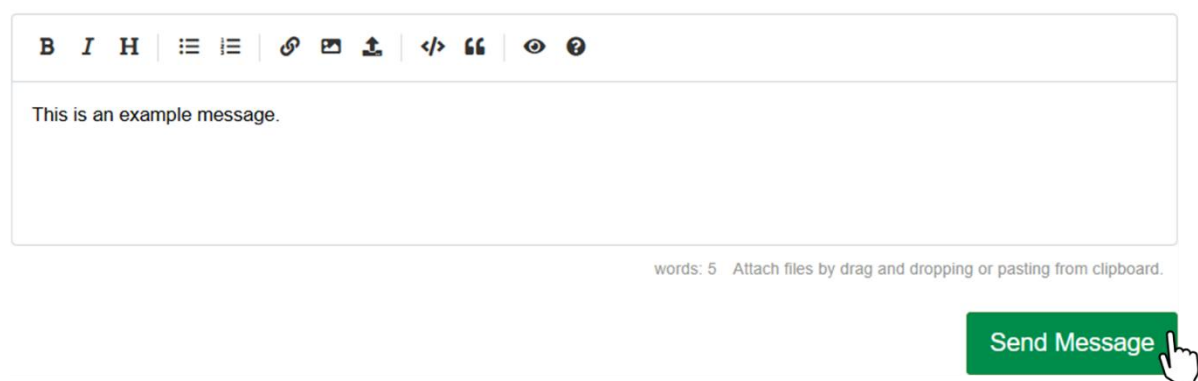 B I H
This is an example message.
words: 5 Attach files by drag and dropping or pasting from clipboard.
Send Message